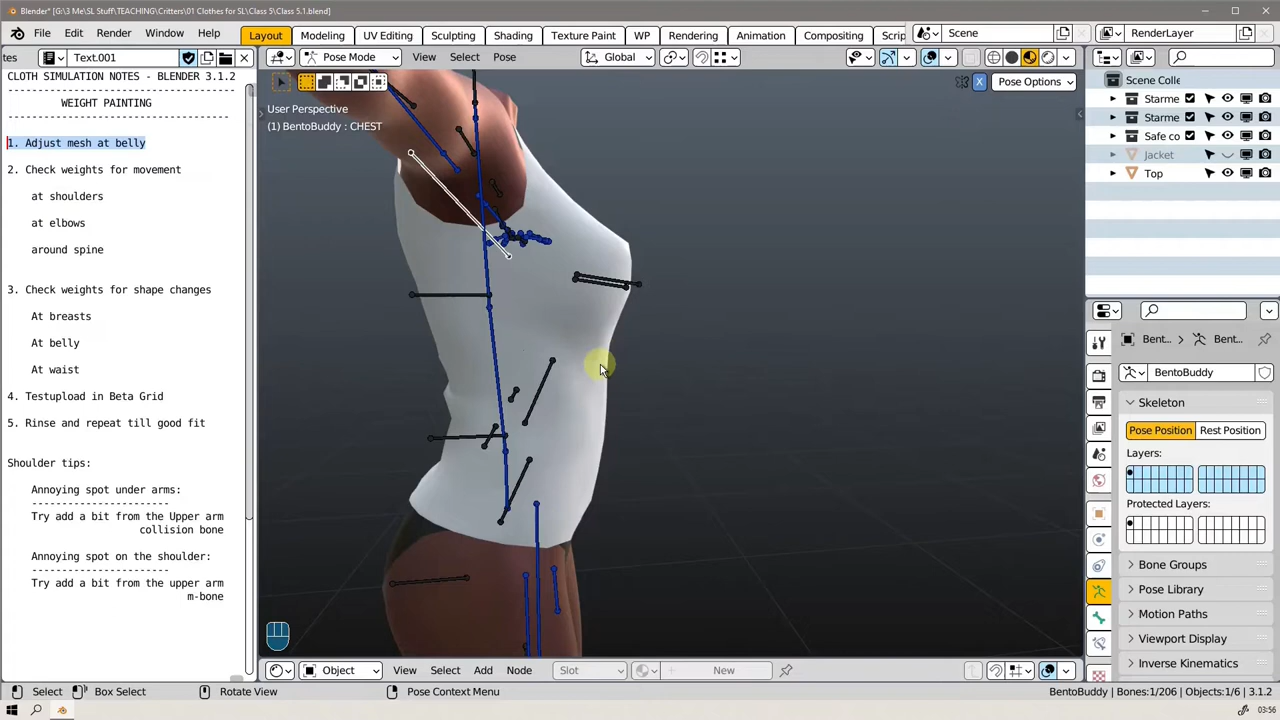 Blender* [G:\3 Me\SL Stuff\TEACHING\Critters\01 Clothes for SL\Class 5\Class 5.1.blend]
File Edit Render Window Help
Layout Modeling UV Editing Sculpting Shading Texture Paint WP Rendering Animation Compositing Scrip
Scene
RenderLayer
tes
Text.001
Pose Mode View Select Pose
Global
X
Pose Options
CLOTH SIMULATION NOTES - BLENDER 3.1.2
-----------------------------------
WEIGHT PAINTING
-----------------------------------
1. Adjust mesh at belly
2. Check weights for movement
at shoulders
at elbows
around spine
3. Check weights for shape changes
At breasts
At belly
At waist
4. Testupload in Beta Grid
5. Rinse and repeat till good fit
Shoulder tips:
Annoying spot under arms:
-----------------------
Try add a bit from the Upper arm
collision bone
Annoying spot on the shoulder:
-----------------------
Try add a bit from the upper arm
m-bone
User Perspective
(1) BentoBuddy : CHEST
Scene Colle
Starme
Starme
Safe co
Jacket
Top
Bent...
Bent...
BentoBuddy
Skeleton
Pose Position Rest Position
Layers:
Protected Layers:
Bone Groups
Pose Library
Motion Paths
Viewport Display
Inverse Kinematics
Object View Select Add Node Slot New
Select Box Select Rotate View Pose Context Menu
BentoBuddy | Bones:1/206 | Objects:1/6 | 3.1.2
03:56